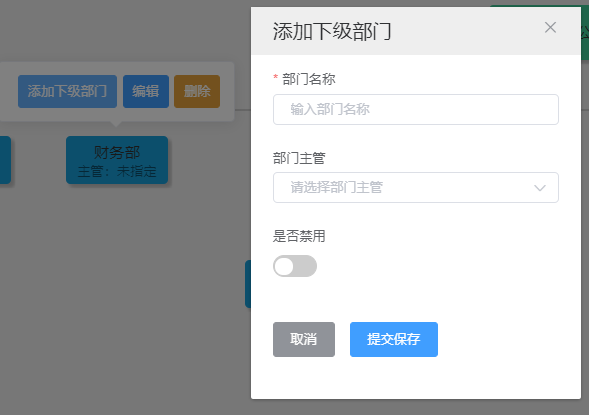 添加下级部门
编辑
删除
财务部
主管：未指定
公
添加下级部门
* 部门名称
输入部门名称
部门主管
请选择部门主管
是否禁用
取消
提交保存